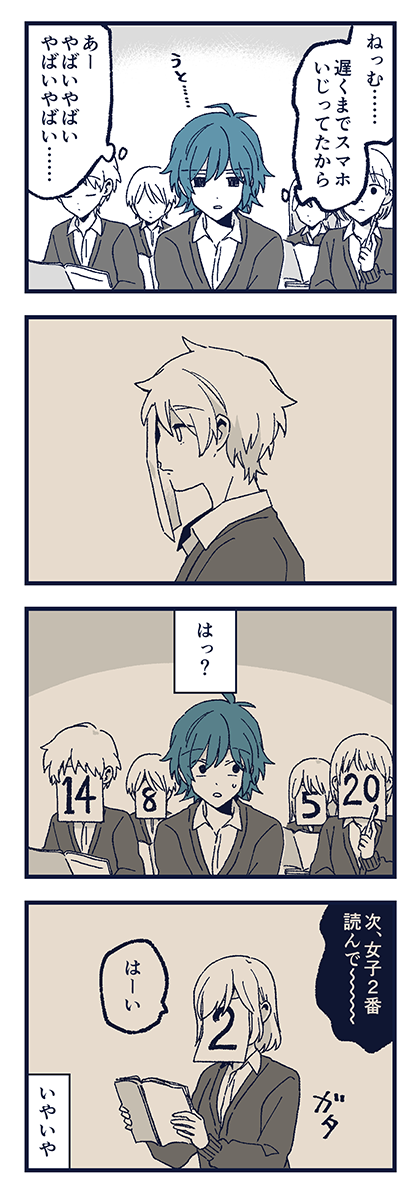 ねっむ……
遅くまでスマホ
いじってたから
うと……
あー
やばいやばい
やばいやばい
……
はっ？
14
8
5
20
次、女子２番
読んで〜〜〜〜
2
はーい
ガタ
いやいや